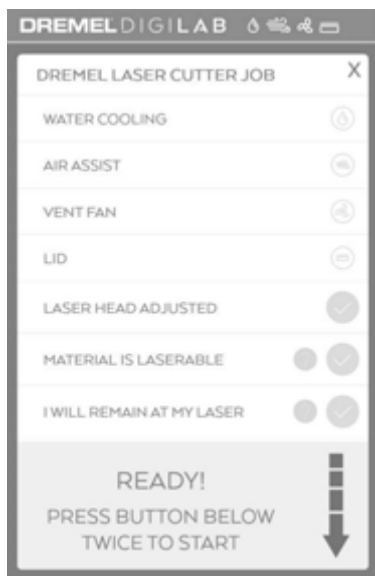 DREMEL DIGILAB
DREMEL LASER CUTTER JOB X
WATER COOLING
AIR ASSIST
VENT FAN
LID
LASER HEAD ADJUSTED
MATERIAL IS LASERABLE
I WILL REMAIN AT MY LASER
READY!
PRESS BUTTON BELOW
TWICE TO START